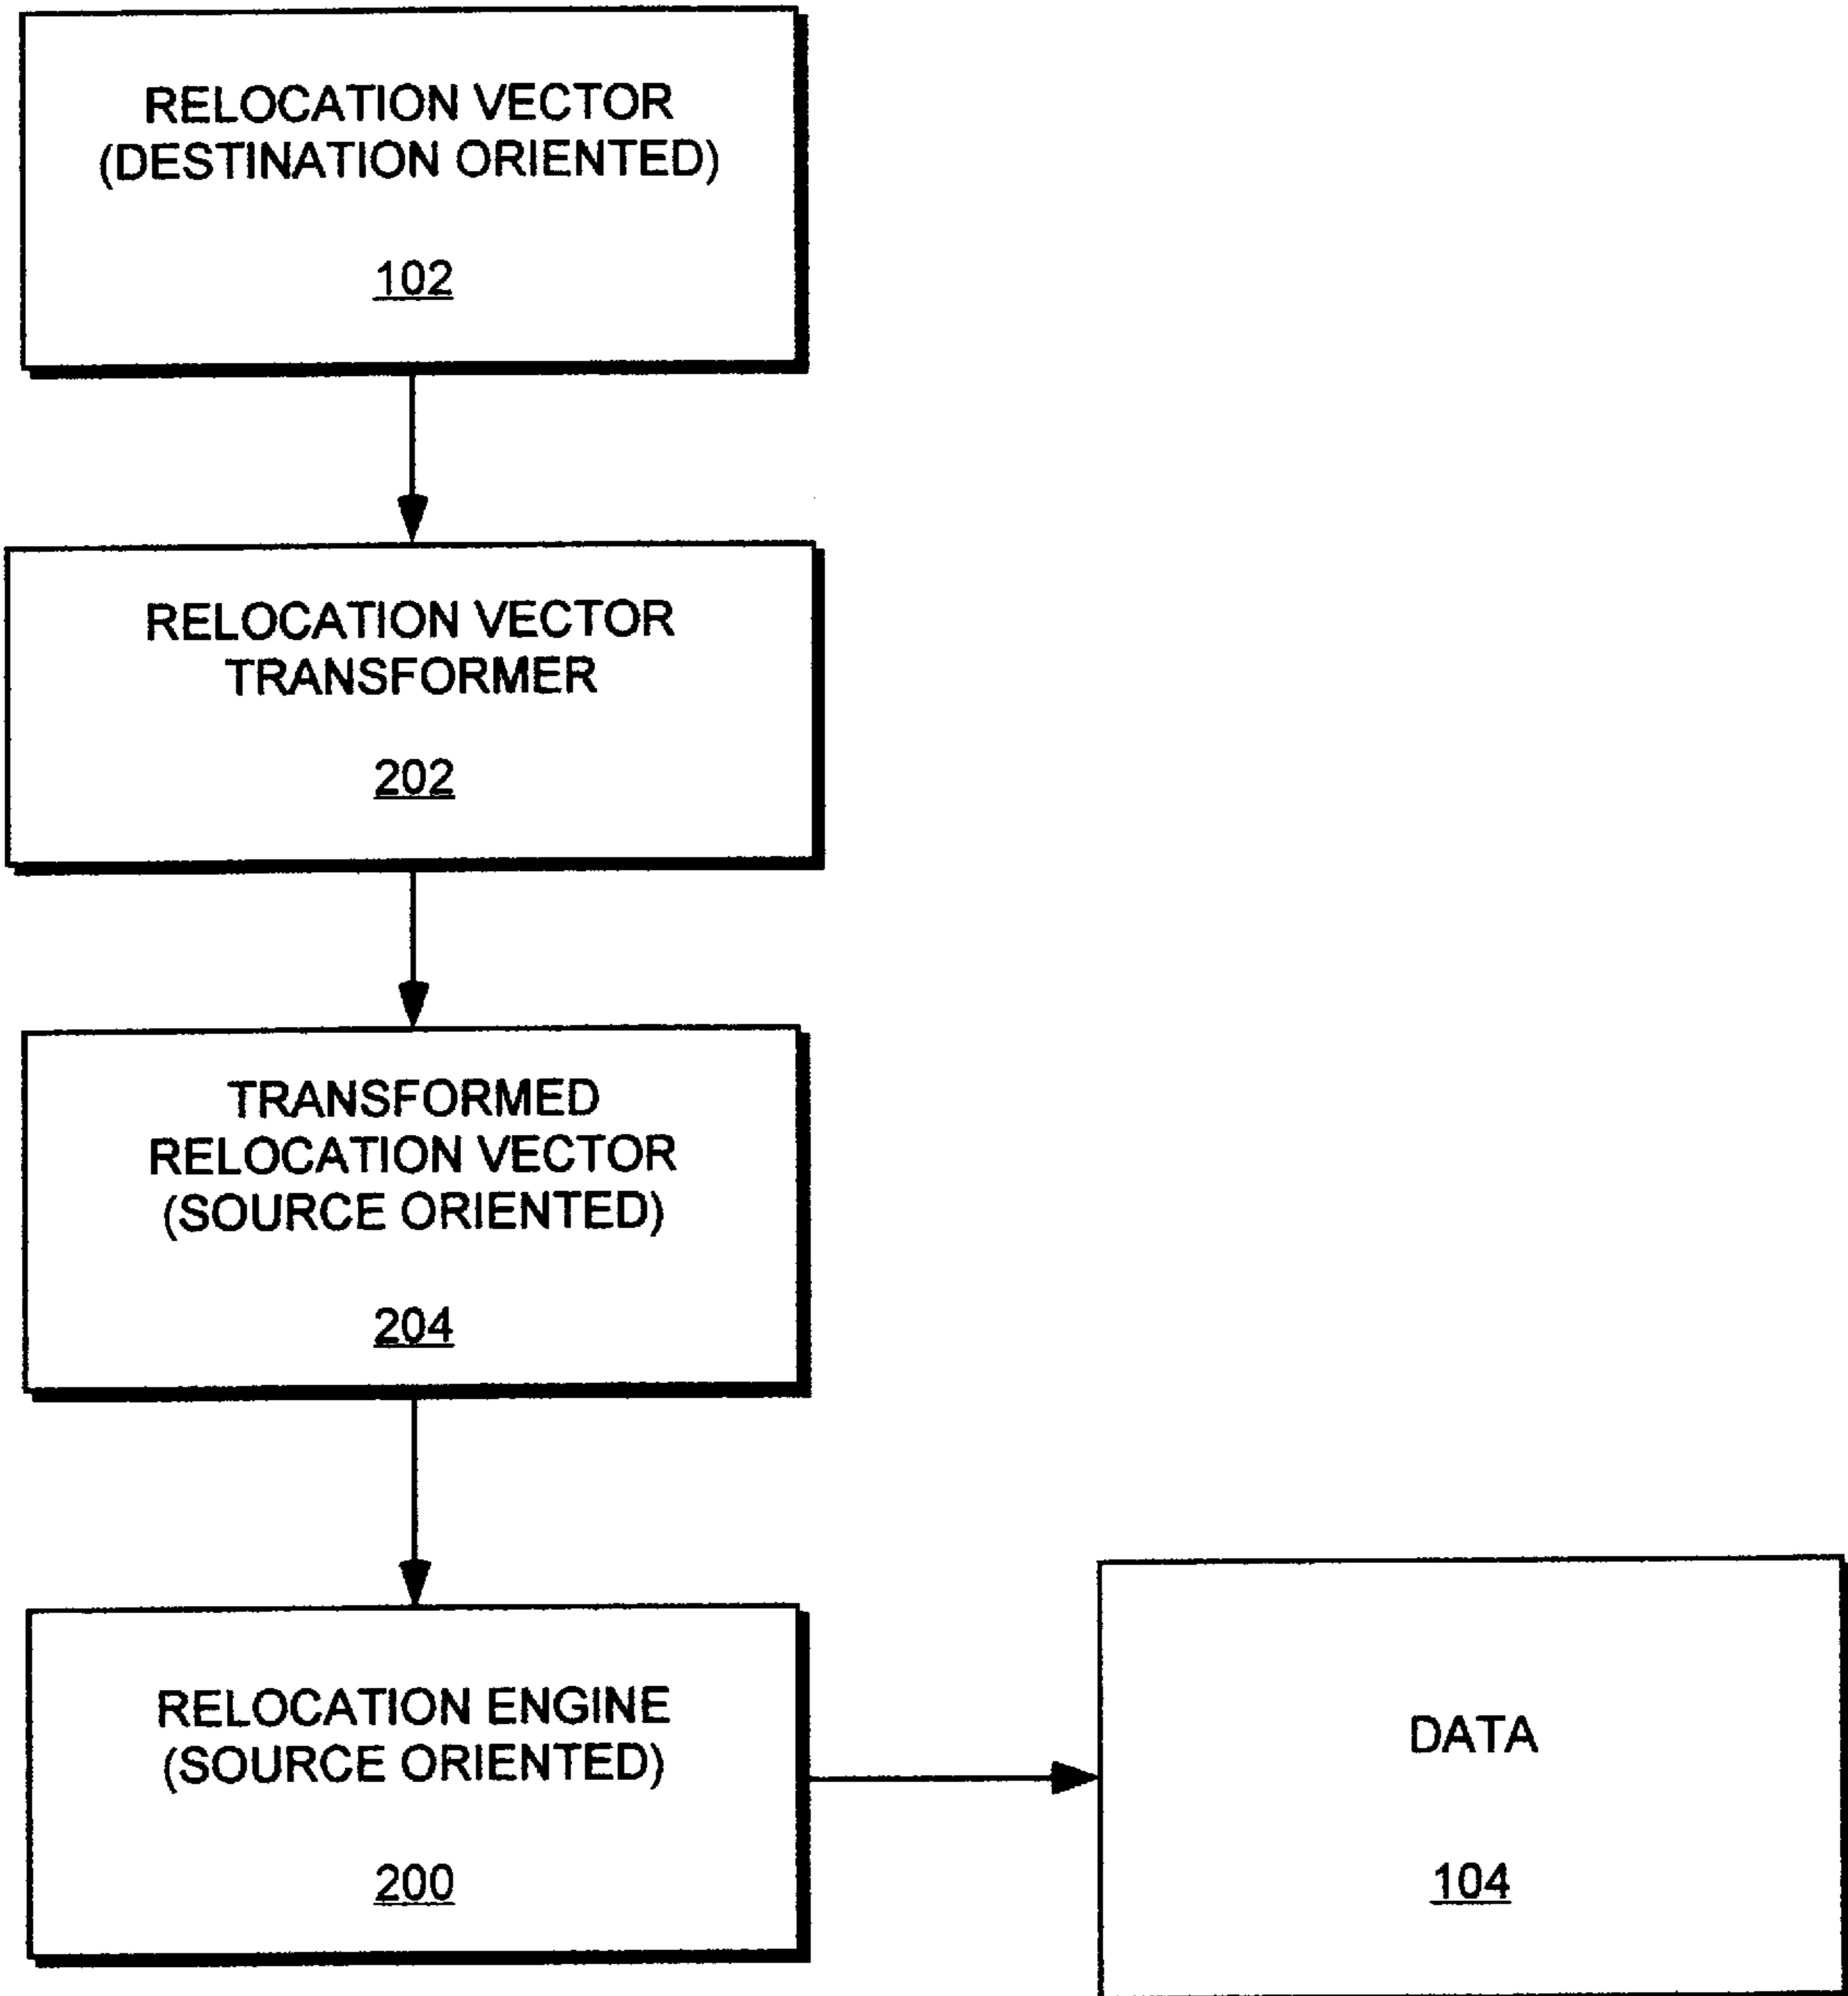 RELOCATION VECTOR
(DESTINATION ORIENTED)
102
RELOCATION VECTOR
TRANSFORMER
202
TRANSFORMED
RELOCATION VECTOR
(SOURCE ORIENTED)
204
RELOCATION ENGINE
(SOURCE ORIENTED)
200
DATA
104